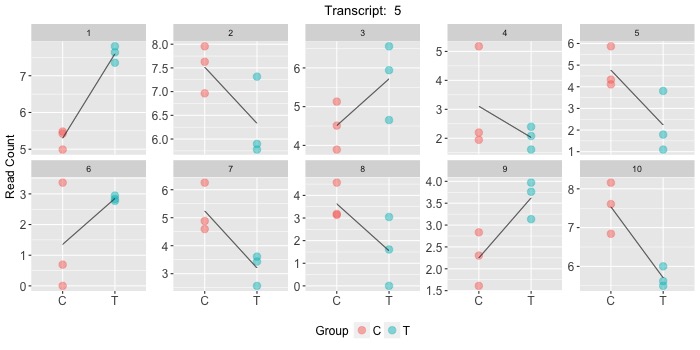 Transcript: 5
Read Count
1 2 3 4 5
7 6 5
8.0 7.5 7.0 6.5 6.0
6 5 4
5 4 3 2
6 5 4 3 2 1
6 7 8 9 10
3 2 1 0
6 5 4 3
4 3 2 1 0
4.0 3.5 3.0 2.5 2.0 1.5
8 7 6
C T C T C T C T C T
Group C T